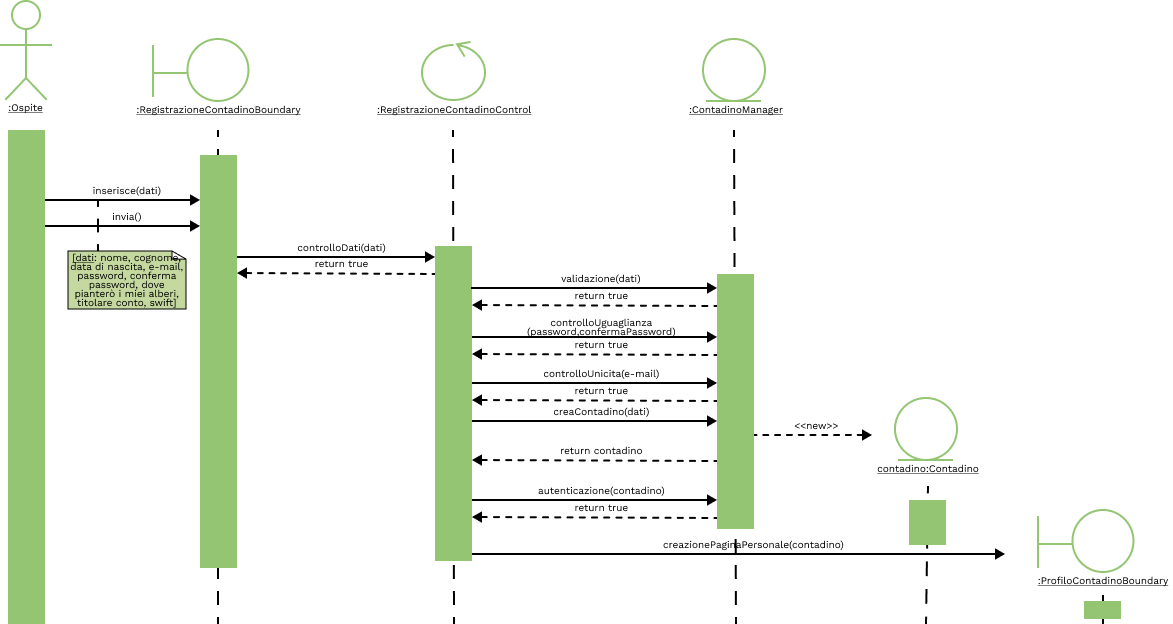 :Ospite
:RegistrazioneContadinoBoundary
:RegistrazioneContadinoControl
:ContadinoManager
inserisce(dati)
invia()
[dati: nome, cognome,
data di nascita, e-mail,
password, conferma
password, dove
pianterò i miei alberi,
titolare conto, swift]
controlloDati(dati)
return true
validazione(dati)
return true
controlloUguaglianza
(password,confermaPassword)
return true
controlloUnicita(e-mail)
return true
creaContadino(dati)
<<new>>
return contadino
contadino:Contadino
autenticazione(contadino)
return true
creazionePaginaPersonale(contadino)
:ProfiloContadinoBoundary